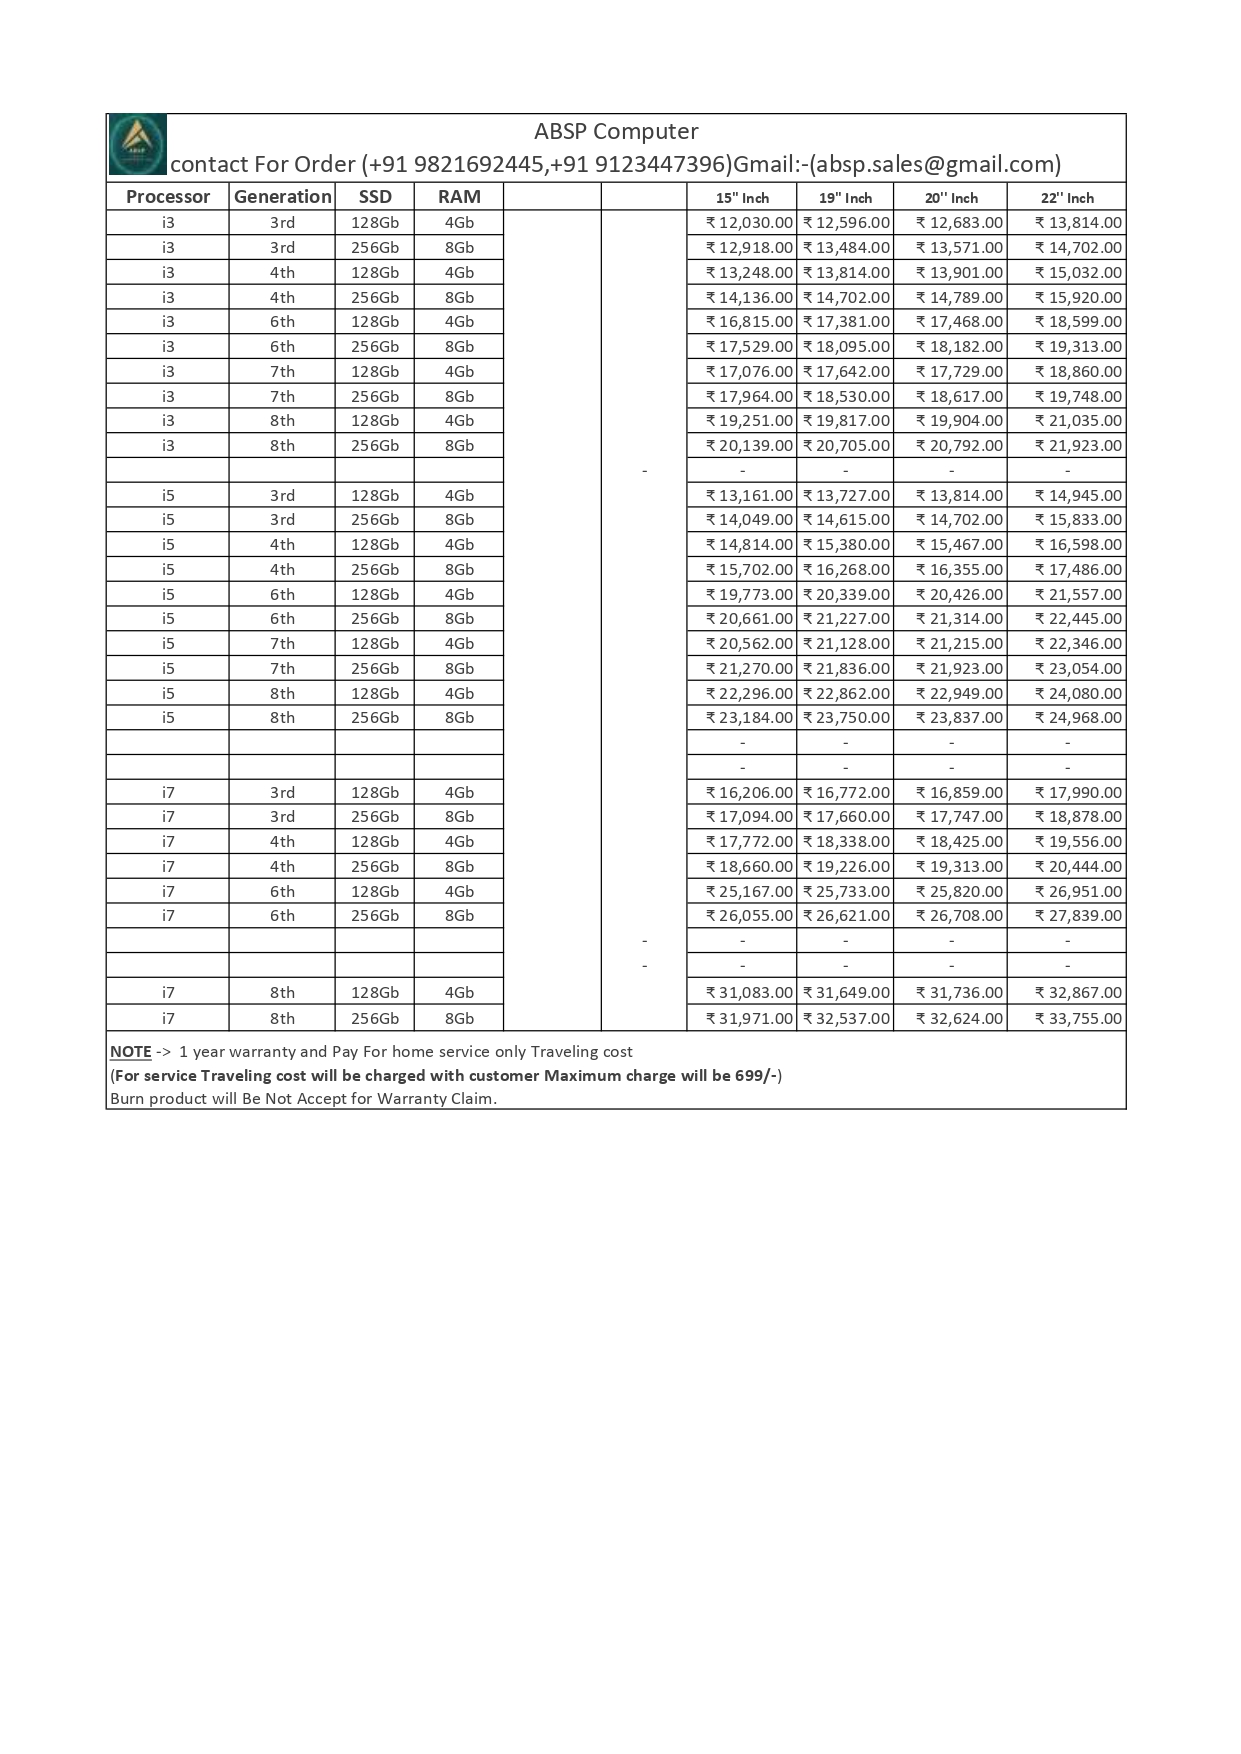 ABSP Computer
contact For Order (+91 9821692445,+91 9123447396)Gmail:-(absp.sales@gmail.com)
ABSP
Processor Generation SSD RAM 15" Inch 19" Inch 20'' Inch 22'' Inch
i3 3rd 128Gb 4Gb ₹ 12,030.00 ₹ 12,596.00 ₹ 12,683.00 ₹ 13,814.00
i3 3rd 256Gb 8Gb ₹ 12,918.00 ₹ 13,484.00 ₹ 13,571.00 ₹ 14,702.00
i3 4th 128Gb 4Gb ₹ 13,248.00 ₹ 13,814.00 ₹ 13,901.00 ₹ 15,032.00
i3 4th 256Gb 8Gb ₹ 14,136.00 ₹ 14,702.00 ₹ 14,789.00 ₹ 15,920.00
i3 6th 128Gb 4Gb ₹ 16,815.00 ₹ 17,381.00 ₹ 17,468.00 ₹ 18,599.00
i3 6th 256Gb 8Gb ₹ 17,529.00 ₹ 18,095.00 ₹ 18,182.00 ₹ 19,313.00
i3 7th 128Gb 4Gb ₹ 17,076.00 ₹ 17,642.00 ₹ 17,729.00 ₹ 18,860.00
i3 7th 256Gb 8Gb ₹ 17,964.00 ₹ 18,530.00 ₹ 18,617.00 ₹ 19,748.00
i3 8th 128Gb 4Gb ₹ 19,251.00 ₹ 19,817.00 ₹ 19,904.00 ₹ 21,035.00
i3 8th 256Gb 8Gb ₹ 20,139.00 ₹ 20,705.00 ₹ 20,792.00 ₹ 21,923.00
- - - - -
i5 3rd 128Gb 4Gb ₹ 13,161.00 ₹ 13,727.00 ₹ 13,814.00 ₹ 14,945.00
i5 3rd 256Gb 8Gb ₹ 14,049.00 ₹ 14,615.00 ₹ 14,702.00 ₹ 15,833.00
i5 4th 128Gb 4Gb ₹ 14,814.00 ₹ 15,380.00 ₹ 15,467.00 ₹ 16,598.00
i5 4th 256Gb 8Gb ₹ 15,702.00 ₹ 16,268.00 ₹ 16,355.00 ₹ 17,486.00
i5 6th 128Gb 4Gb ₹ 19,773.00 ₹ 20,339.00 ₹ 20,426.00 ₹ 21,557.00
i5 6th 256Gb 8Gb ₹ 20,661.00 ₹ 21,227.00 ₹ 21,314.00 ₹ 22,445.00
i5 7th 128Gb 4Gb ₹ 20,562.00 ₹ 21,128.00 ₹ 21,215.00 ₹ 22,346.00
i5 7th 256Gb 8Gb ₹ 21,270.00 ₹ 21,836.00 ₹ 21,923.00 ₹ 23,054.00
i5 8th 128Gb 4Gb ₹ 22,296.00 ₹ 22,862.00 ₹ 22,949.00 ₹ 24,080.00
i5 8th 256Gb 8Gb ₹ 23,184.00 ₹ 23,750.00 ₹ 23,837.00 ₹ 24,968.00
- - - -
- - - -
i7 3rd 128Gb 4Gb ₹ 16,206.00 ₹ 16,772.00 ₹ 16,859.00 ₹ 17,990.00
i7 3rd 256Gb 8Gb ₹ 17,094.00 ₹ 17,660.00 ₹ 17,747.00 ₹ 18,878.00
i7 4th 128Gb 4Gb ₹ 17,772.00 ₹ 18,338.00 ₹ 18,425.00 ₹ 19,556.00
i7 4th 256Gb 8Gb ₹ 18,660.00 ₹ 19,226.00 ₹ 19,313.00 ₹ 20,444.00
i7 6th 128Gb 4Gb ₹ 25,167.00 ₹ 25,733.00 ₹ 25,820.00 ₹ 26,951.00
i7 6th 256Gb 8Gb ₹ 26,055.00 ₹ 26,621.00 ₹ 26,708.00 ₹ 27,839.00
- - - - -
- - - - -
i7 8th 128Gb 4Gb ₹ 31,083.00 ₹ 31,649.00 ₹ 31,736.00 ₹ 32,867.00
i7 8th 256Gb 8Gb ₹ 31,971.00 ₹ 32,537.00 ₹ 32,624.00 ₹ 33,755.00
NOTE -> 1 year warranty and Pay For home service only Traveling cost
(For service Traveling cost will be charged with customer Maximum charge will be 699/-)
Burn product will Be Not Accept for Warranty Claim.